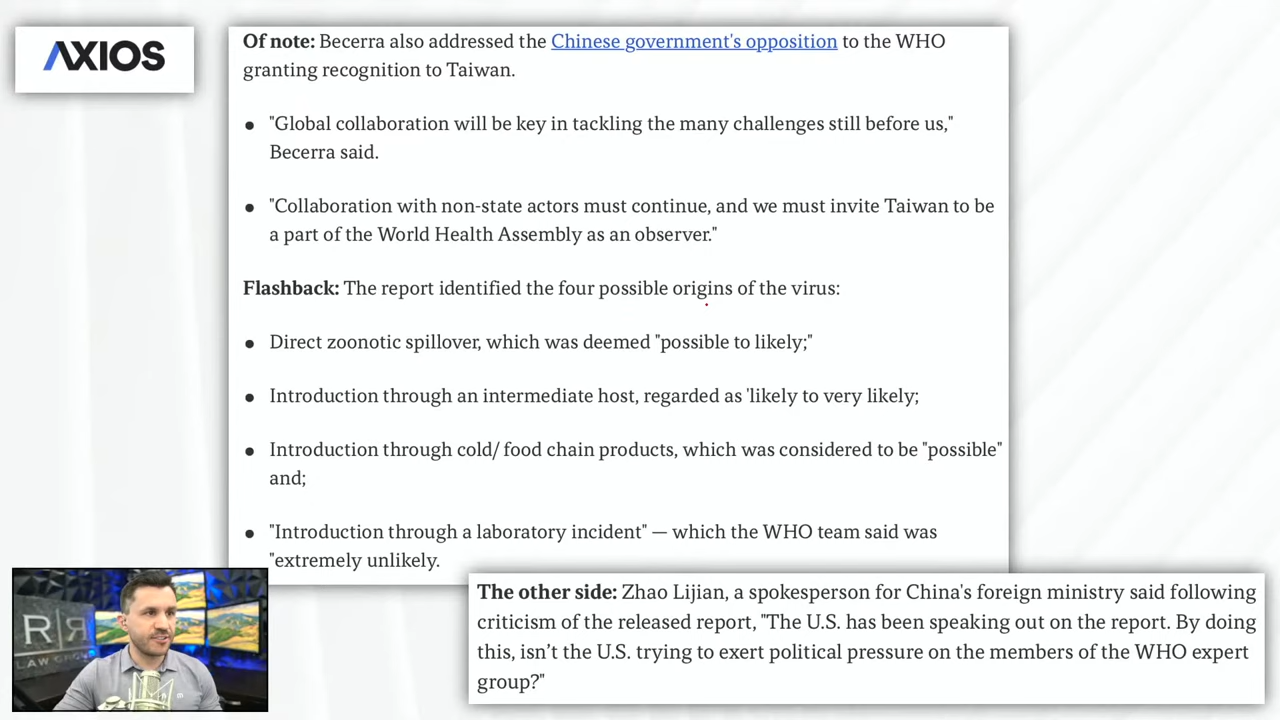 AXIOS
Of note: Becerra also addressed the Chinese government's opposition to the WHO
granting recognition to Taiwan.
● "Global collaboration will be key in tackling the many challenges still before us,"
Becerra said.
● "Collaboration with non-state actors must continue, and we must invite Taiwan to be
a part of the World Health Assembly as an observer."
Flashback: The report identified the four possible origins of the virus:
● Direct zoonotic spillover, which was deemed "possible to likely;"
● Introduction through an intermediate host, regarded as 'likely to very likely;
● Introduction through cold/ food chain products, which was considered to be "possible"
and;
● "Introduction through a laboratory incident" — which the WHO team said was
"extremely unlikely.
The other side: Zhao Lijian, a spokesperson for China's foreign ministry said following
criticism of the released report, "The U.S. has been speaking out on the report. By doing
this, isn’t the U.S. trying to exert political pressure on the members of the WHO expert
group?"
R R
LAW GRO